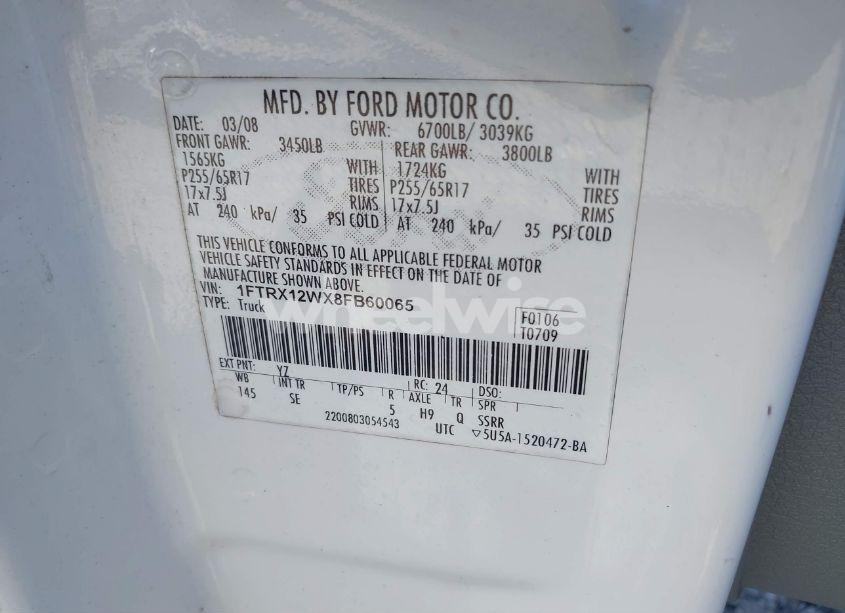 MFD. BY FORD MOTOR CO.
DATE: 03/08 GVWR: 6700LB/ 3039KG
FRONT GAWR: 3450LB REAR GAWR: 3800LB
1565KG WITH 1724KG WITH
P255/65R17 TIRES P255/65R17 TIRES
17x7.5J RIMS 17x7.5J RIMS
AT 240 kPa/ 35 PSI COLD AT 240 kPa/ 35 PSI COLD
THIS VEHICLE CONFORMS TO ALL APPLICABLE FEDERAL MOTOR
VEHICLE SAFETY STANDARDS IN EFFECT ON THE DATE OF
MANUFACTURE SHOWN ABOVE.
VIN: 1FTRX12WX8FB60065
TYPE: Truck
F0106
T0709
wheelwise
EXT PNT: YZ RC: 24 DSO:
WB INT TR TP/PS R AXLE TR SPR
145 SE 5 H9 Q SSRR
2200803054543 UTC ▽5U5A-1520472-BA